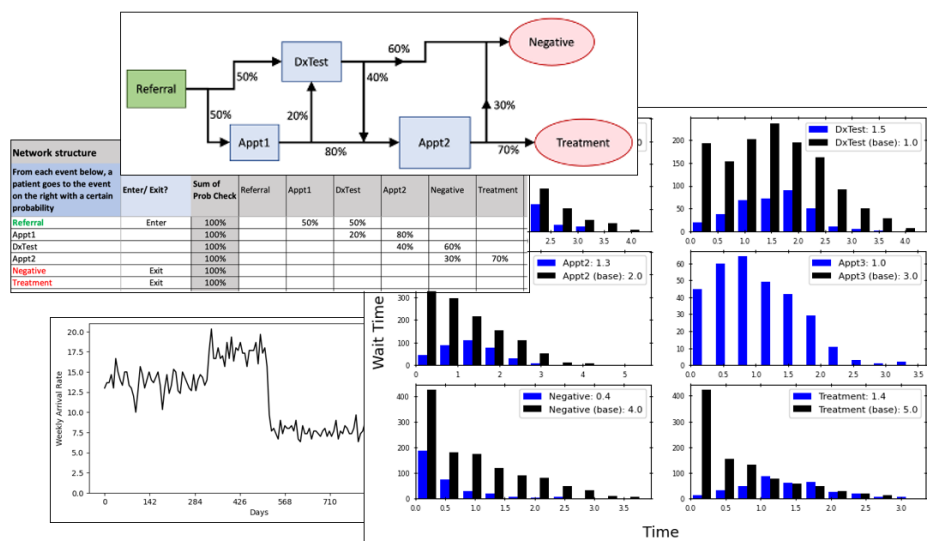 Negative
60%
DxTest
50%
40%
Referral
50%
20%
30%
Appt1
Appt2
Treatment
80%
70%
Network structure
From each event below, a
patient goes to the event
on the right with a certain
probability
Enter/ Exit?
Sum of
Prob Check
Referral
Appt1
DxTest
Appt2
Negative
Treatment
Referral Enter 100% 50% 50%
Appt1 100% 20% 80%
DxTest 100% 40% 60%
Appt2 100% 30% 70%
Negative Exit 100%
Treatment Exit 100%
20.0
17.5
15.0
12.5
10.0
7.5
5.0
2.5
0.0
Weekly Arrival Rate
0 142 284 426 568 710
Days
0
2.5 3.0 3.5 4.0
DxTest: 1.5
DxTest (base): 1.0
200
150
100
50
0
0.0 0.5 1.0 1.5 2.0 2.5 3.0 3.5 4.0
Appt2: 1.3
Appt2 (base): 2.0
300
200
100
0
0 1 2 3 4 5
Appt3: 1.0
Appt3 (base): 3.0
60
50
40
30
20
10
0
0.0 0.5 1.0 1.5 2.0 2.5 3.0 3.5
Wait Time
Negative: 0.4
Negative (base): 4.0
400
300
200
100
0
0.0 0.5 1.0 1.5 2.0 2.5 3.0 3.5
Treatment: 1.4
Treatment (base): 5.0
400
300
200
100
0
0.0 0.5 1.0 1.5 2.0 2.5 3.0
Time